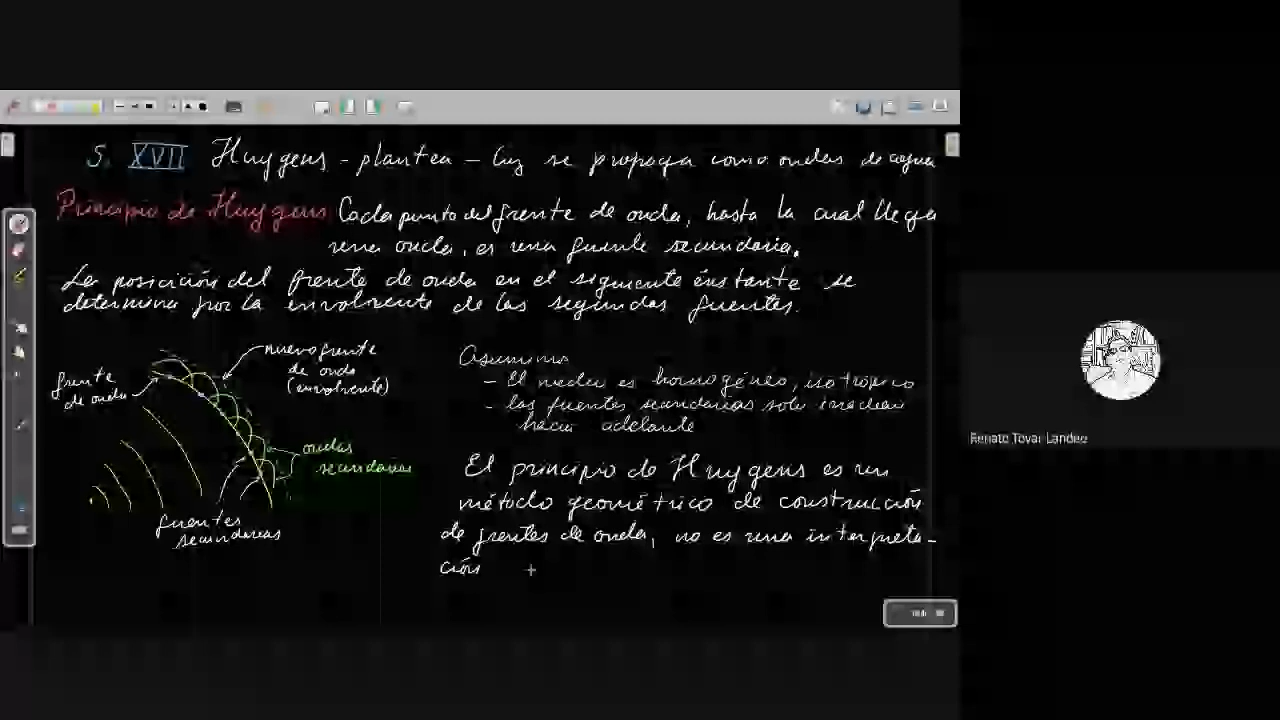 S. XVII Huygens - plantea - luz se propaga como ondas de agua
Principio de Huygens Cada punto del frente de onda, hasta la cual llega
una onda, es una fuente secundaria.
La posición del frente de onda en el siguiente instante se
determina por la envolvente de las segundas fuentes.
frente
de onda
nuevo frente
de onda
(envolvente)
ondas
secundarias
fuentes
secundarias
Asumimos
- El medio es homogéneo, isotrópico
- las fuentes secundarias solo irradian
hacia adelante
El principio de Huygens es un
método geométrico de construcción
de frentes de onda, no es una interpreta-
ción
Renato Tovar Landeo